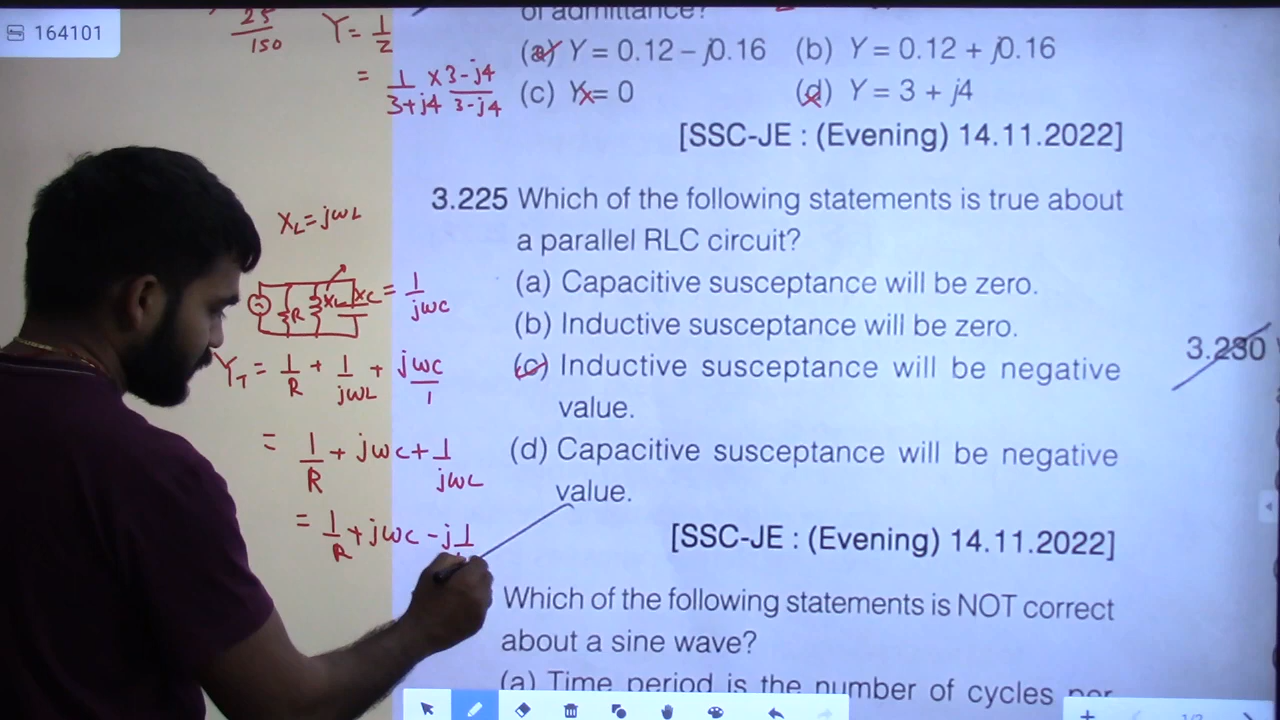 164101
25
150
Y = 1/Z
= 1/3+j4 × 3-j4/3-j4
of admittance?
(a) Y = 0.12 – j0.16 (b) Y = 0.12 + j0.16
(c) Y = 0 (d) Y = 3 + j4
[SSC-JE : (Evening) 14.11.2022]
3.225 Which of the following statements is true about
a parallel RLC circuit?
(a) Capacitive susceptance will be zero.
(b) Inductive susceptance will be zero.
(c) Inductive susceptance will be negative
value.
(d) Capacitive susceptance will be negative
value.
[SSC-JE : (Evening) 14.11.2022]
Which of the following statements is NOT correct
about a sine wave?
(a) Time period is the number of cycles per
XL = jωL
R XL XC = 1/jωC
YT = 1/R + 1/jωL + jωC/1
= 1/R + jωC + 1/jωL
= 1/R + jωC - j1
3.230